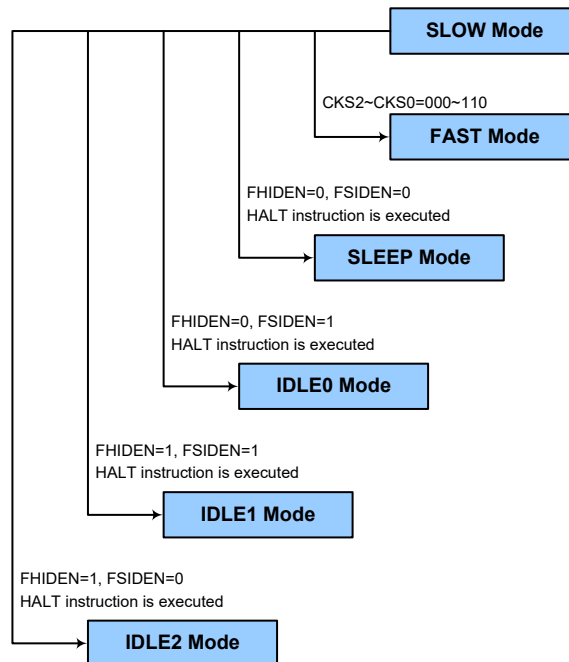 SLOW Mode
CKS2~CKS0=000~110
FAST Mode
FHIDEN=0, FSIDEN=0
HALT instruction is executed
SLEEP Mode
FHIDEN=0, FSIDEN=1
HALT instruction is executed
IDLE0 Mode
FHIDEN=1, FSIDEN=1
HALT instruction is executed
IDLE1 Mode
FHIDEN=1, FSIDEN=0
HALT instruction is executed
IDLE2 Mode